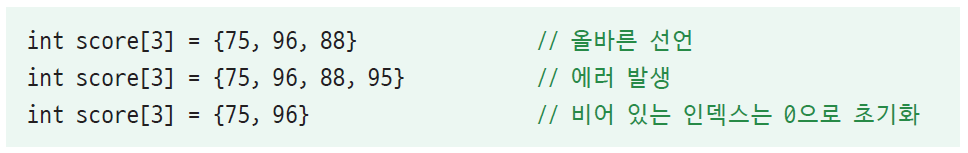 int score[3] = {75, 96, 88} // 올바른 선언
int score[3] = {75, 96, 88, 95} // 에러 발생
int score[3] = {75, 96} // 비어 있는 인덱스는 0으로 초기화